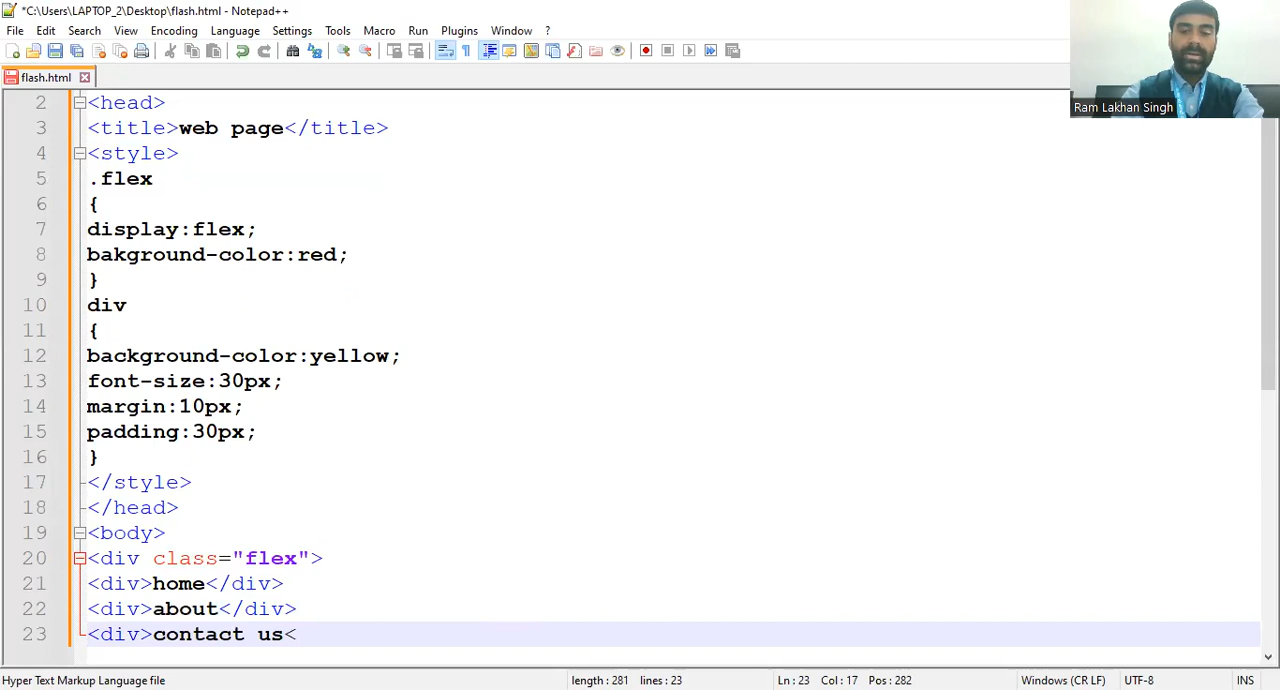 *C:\Users\LAPTOP_2\Desktop\flash.html - Notepad++
File Edit Search View Encoding Language Settings Tools Macro Run Plugins Window ?
flash.html
Ram Lakhan Singh
2 <head>
3 <title>web page</title>
4 <style>
5 .flex
6 {
7 display:flex;
8 bakground-color:red;
9 }
10 div
11 {
12 background-color:yellow;
13 font-size:30px;
14 margin:10px;
15 padding:30px;
16 }
17 </style>
18 </head>
19 <body>
20 <div class="flex">
21 <div>home</div>
22 <div>about</div>
23 <div>contact us<
Hyper Text Markup Language file length : 281 lines : 23 Ln : 23 Col : 17 Pos : 282 Windows (CR LF) UTF-8 INS